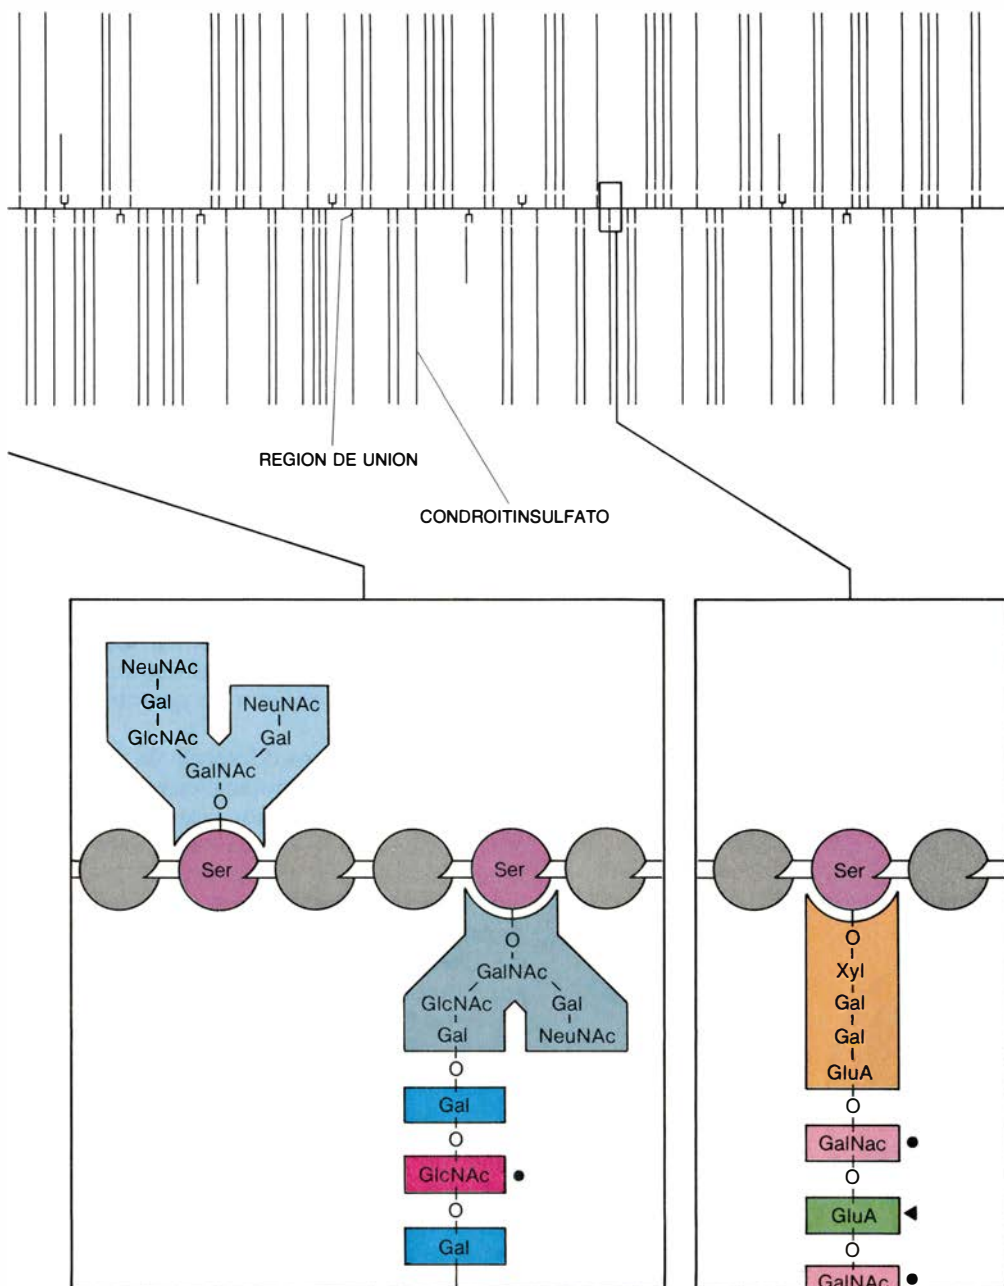 REGION DE UNION
CONDROITINSULFATO
NeuNAc
Gal
GlcNAc
NeuNAc
Gal
GalNAc
O
Ser
Ser
O
GalNAc
GlcNAc
Gal
Gal
NeuNAc
O
Gal
O
GlcNAc
O
Gal
Ser
O
Xyl
Gal
Gal
GluA
O
GalNac
O
GluA
O
GalNAc